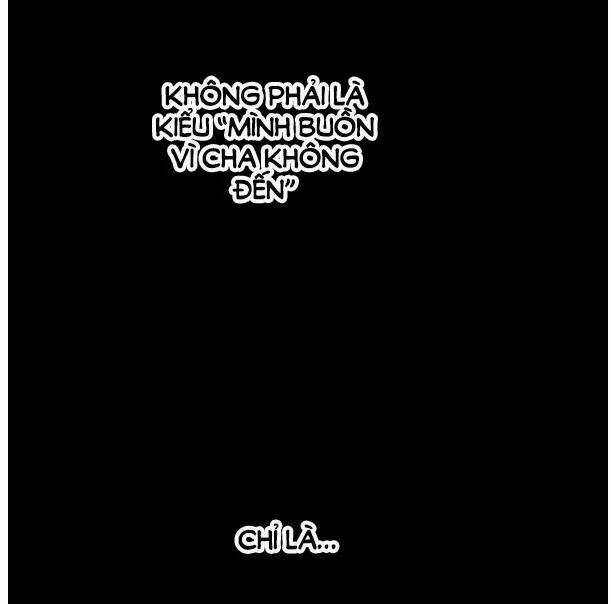 KHÔNG PHẢI LÀ
KIỂU "MÌNH BUỒN
VÌ CHA KHÔNG
ĐẾN"
CHỈ LÀ...